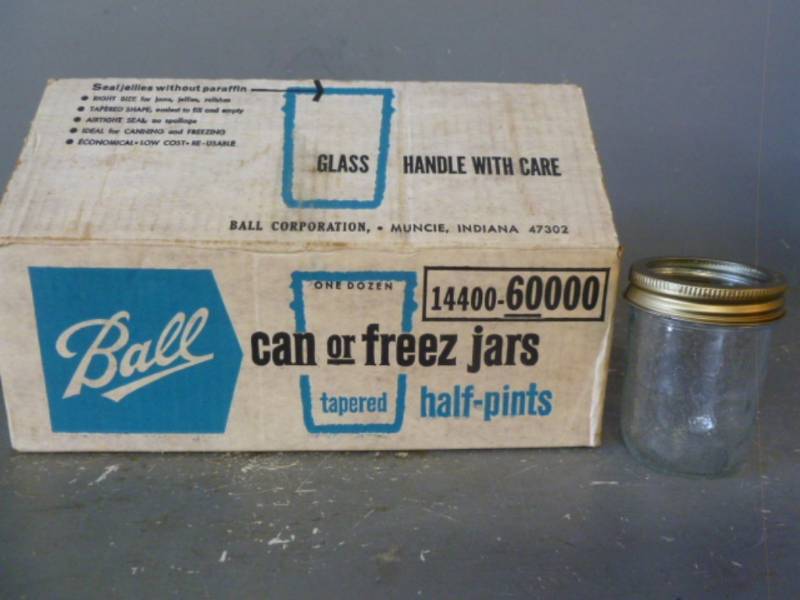 Seal jellies without paraffin
• RIGHT SIZE for jams, jellies, relishes
• TAPERED SHAPE, easiest to fill and empty
• AIRTIGHT SEAL no spoilage
• IDEAL for CANNING and FREEZING
• ECONOMICAL • LOW COST • RE-USABLE
GLASS HANDLE WITH CARE
BALL CORPORATION, • MUNCIE, INDIANA 47302
Ball
ONE DOZEN
14400-60000
can or freez jars
tapered half-pints